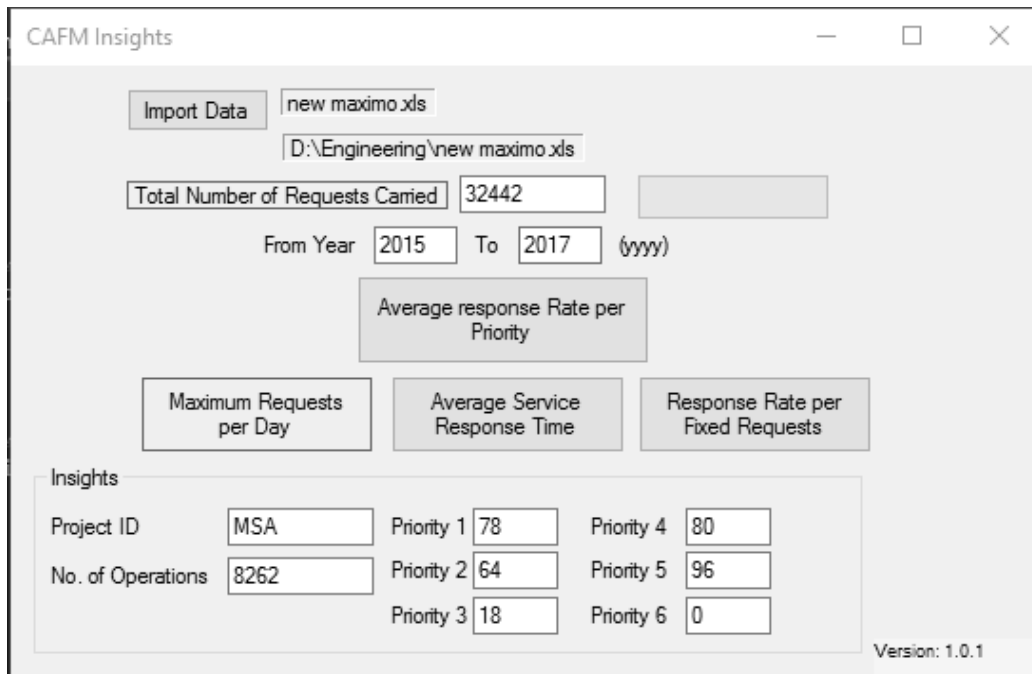 CAFM Insights
Import Data
new maximo.xls
D:\Engineering\new maximo.xls
Total Number of Requests Carried
32442
From Year 2015 To 2017 (yyyy)
Average response Rate per
Priority
Maximum Requests
per Day
Average Service
Response Time
Response Rate per
Fixed Requests
Insights
Project ID MSA
Priority 1 78
Priority 4 80
No. of Operations 8262
Priority 2 64
Priority 5 96
Priority 3 18
Priority 6 0
Version: 1.0.1